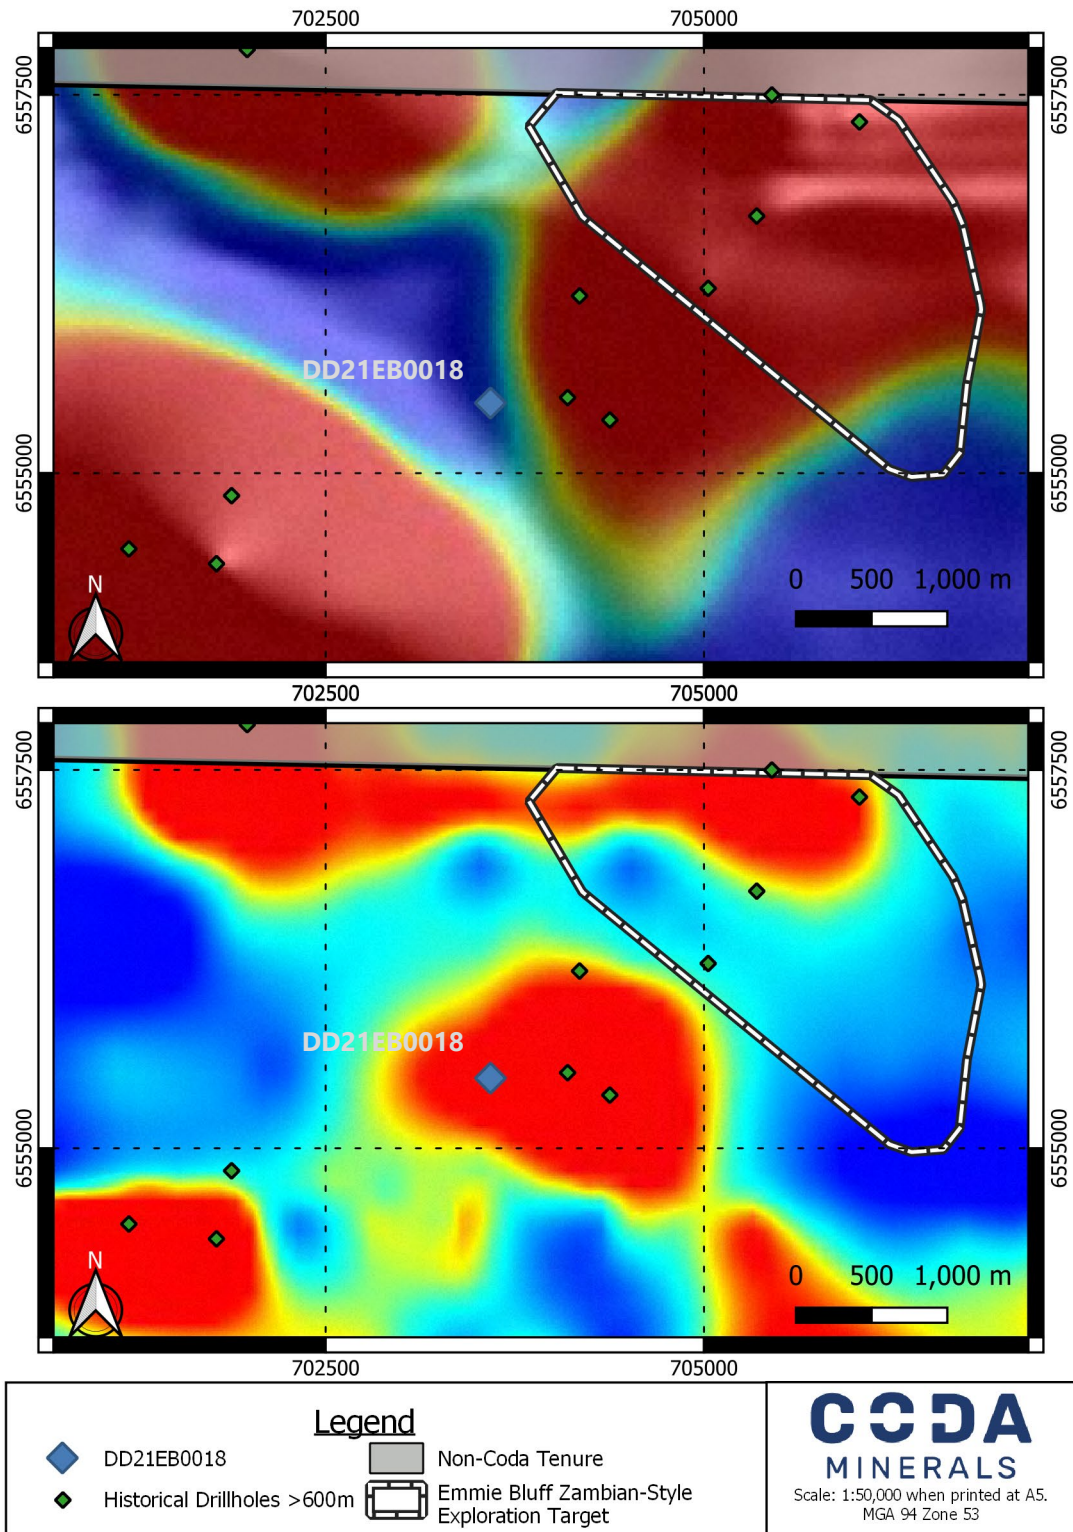 702500 705000
6557500 6557500
DD21EB0018
6555000 6555000
0 500 1,000 m
N
702500 705000
6557500 6557500
DD21EB0018
6555000 6555000
N
0 500 1,000 m
702500 705000
Legend
DD21EB0018
Non-Coda Tenure
Historical Drillholes >600m
Emmie Bluff Zambian-Style
Exploration Target
CODA
MINERALS
Scale: 1:50,000 when printed at A5.
MGA 94 Zone 53